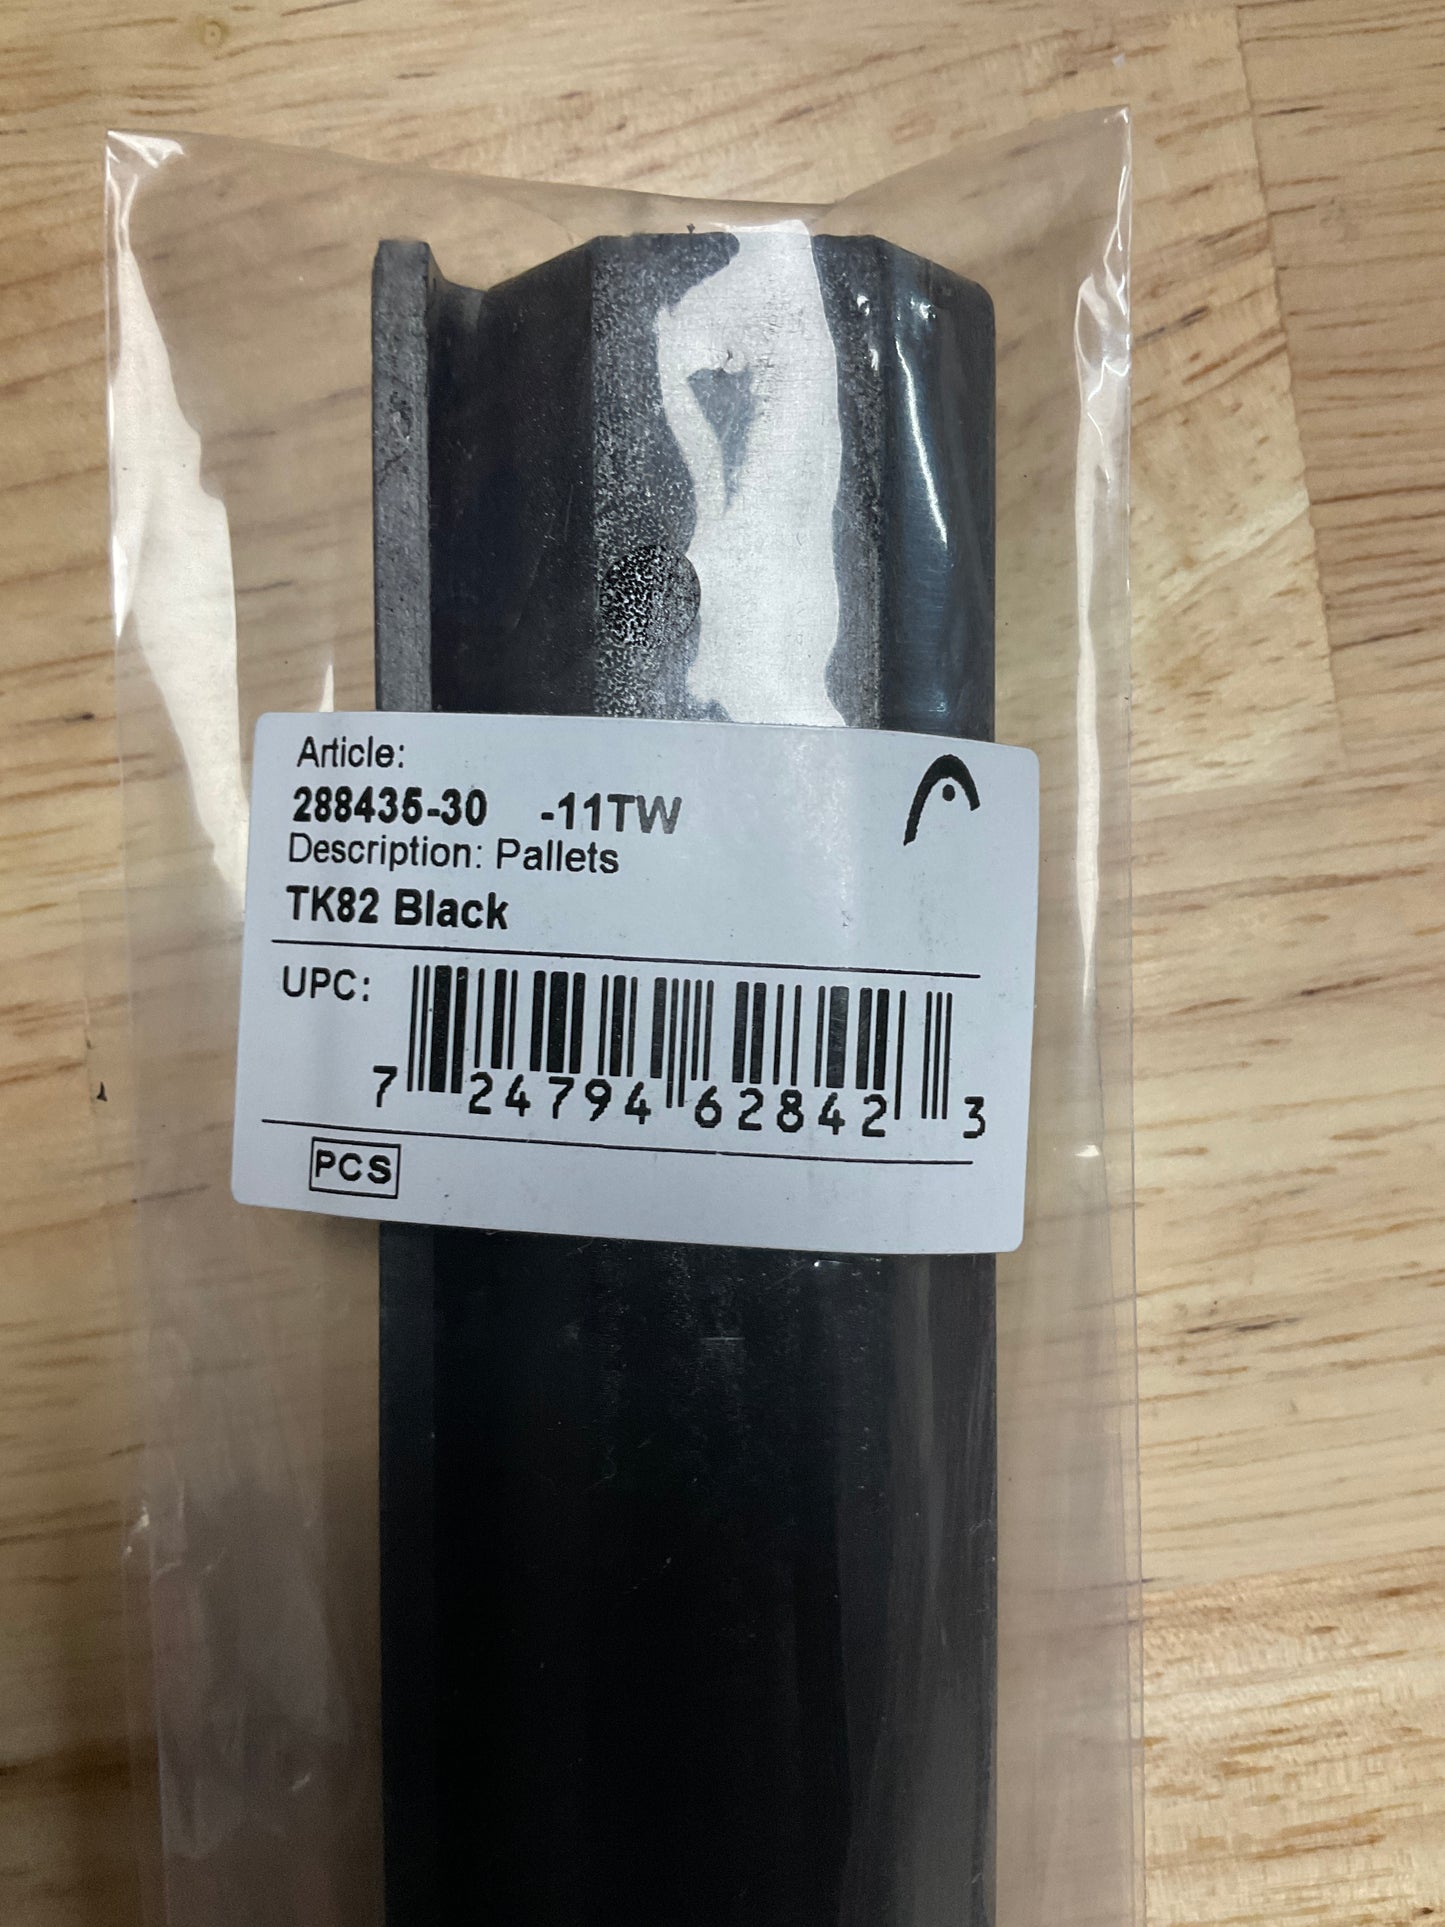 Article:
288435-30 -11TW
Description: Pallets
TK82 Black
UPC:
7 24794 62842 3
PCS